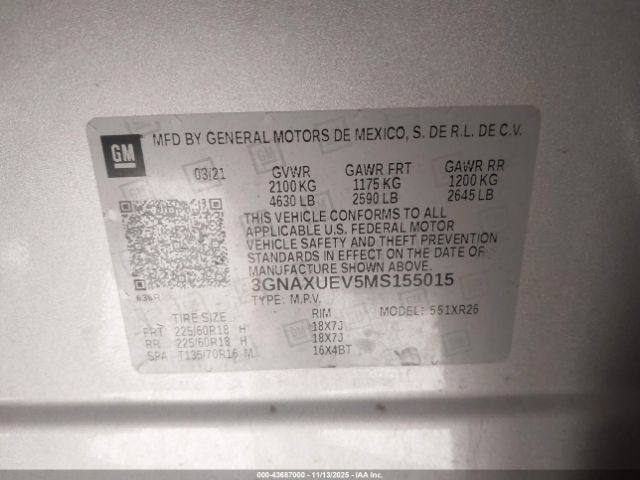 GM
MFD BY GENERAL MOTORS DE MEXICO, S. DE R.L. DE C.V.
03/21 GVWR GAWR FRT GAWR RR
2100 KG 1175 KG 1200 KG
4630 LB 2590 LB 2645 LB
THIS VEHICLE CONFORMS TO ALL
APPLICABLE U.S. FEDERAL MOTOR
VEHICLE SAFETY AND THEFT PREVENTION
STANDARDS IN EFFECT ON THE DATE OF
MANUFACTURE SHOWN ABOVE.
636R
3GNAXUEV5MS155015
TYPE: M.P.V. MODEL: 551XR26
TIRE SIZE RIM
FRT 225/60R18 H 18X7J
RR 225/60R18 H 18X7J
SPA T135/70R16 M 16X4BT
000-43687000 - 11/13/2025 - IAA Inc.